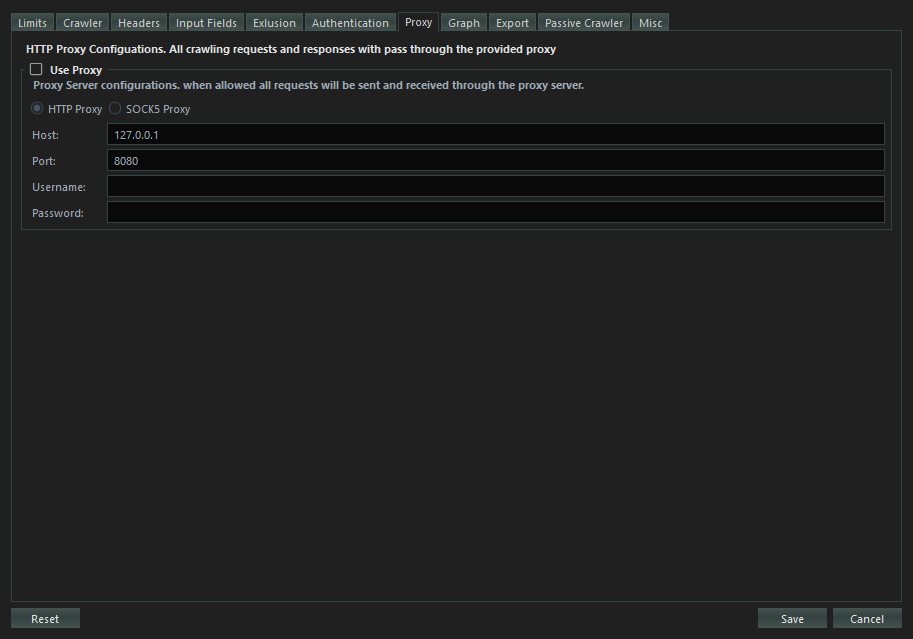 Limits Crawler Headers Input Fields Exlusion Authentication Proxy Graph Export Passive Crawler Misc
HTTP Proxy Configuations. All crawling requests and responses with pass through the provided proxy
Use Proxy
Proxy Server configurations. when allowed all requests will be sent and received through the proxy server.
HTTP Proxy SOCK5 Proxy
Host: 127.0.0.1
Port: 8080
Username:
Password:
Reset Save Cancel